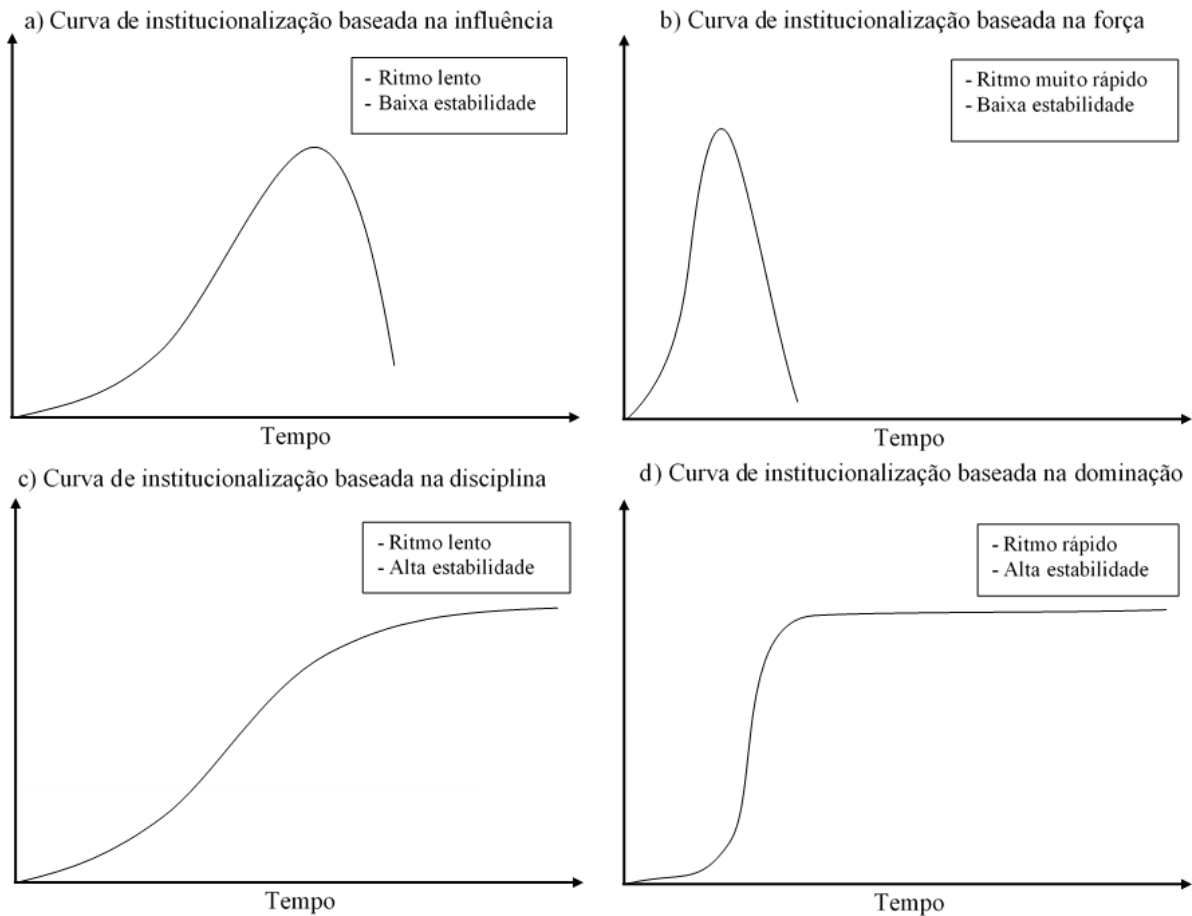 a) Curva de institucionalização baseada na influência
- Ritmo lento
- Baixa estabilidade
Tempo
b) Curva de institucionalização baseada na força
- Ritmo muito rápido
- Baixa estabilidade
Tempo
c) Curva de institucionalização baseada na disciplina
- Ritmo lento
- Alta estabilidade
Tempo
d) Curva de institucionalização baseada na dominação
- Ritmo rápido
- Alta estabilidade
Tempo